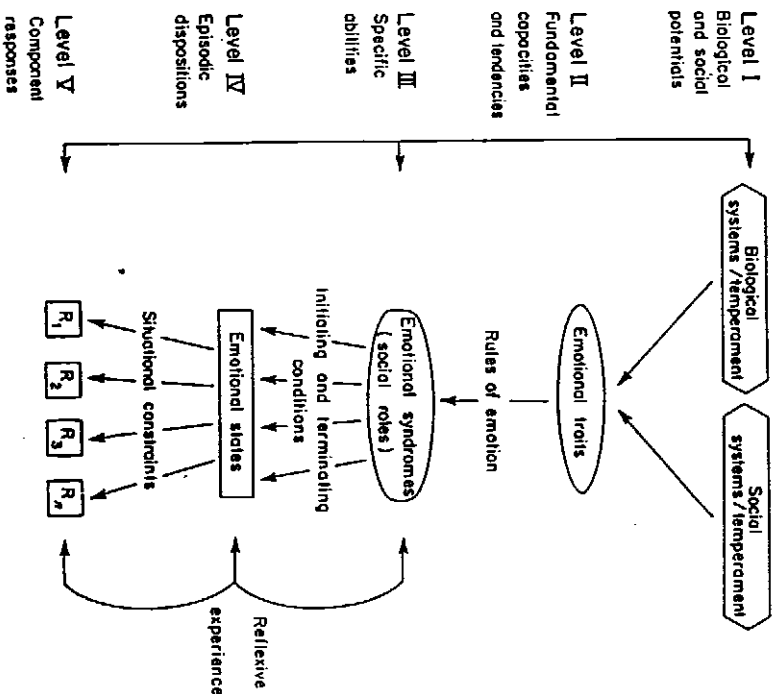 Level I
Biological
and social
potentials
Biological
systems/temperament
Social
systems/temperament
Level II
Fundamental
capacities
and tendencies
Emotional traits
Rules of emotion
Level III
Specific
abilities
Emotional syndromes
(social roles)
Initialing and terminating
conditions
Level IV
Episodic
dispositions
Emotional states
Situational constraints
Level V
Component
responses
R1
R2
R3
Rn
Reflexive
experience